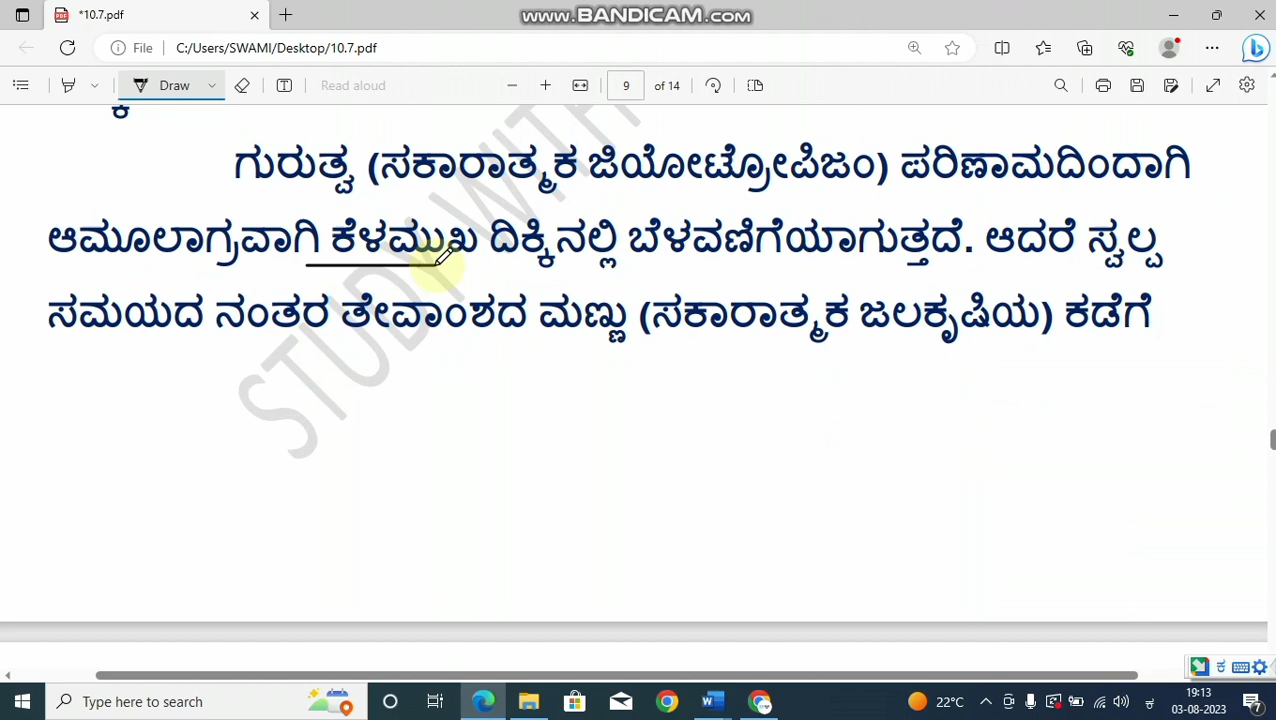 *10.7.pdf
www.BANDICAM.com
File C:/Users/SWAMI/Desktop/10.7.pdf
Draw Read aloud 9 of 14
ಗುರುತ್ವ (ಸಕಾರಾತ್ಮಕ ಜಿಯೋಟ್ರೋಪಿಜಂ) ಪರಿಣಾಮದಿಂದಾಗಿ
ಆಮೂಲಾಗ್ರವಾಗಿ ಕೆಳಮುಖ ದಿಕ್ಕಿನಲ್ಲಿ ಬೆಳವಣಿಗೆಯಾಗುತ್ತದೆ. ಆದರೆ ಸ್ವಲ್ಪ
ಸಮಯದ ನಂತರ ತೇವಾಂಶದ ಮಣ್ಣು (ಸಕಾರಾತ್ಮಕ ಜಲಕೃಷಿಯ) ಕಡೆಗೆ
STUDY WITH
Type here to search
22°C
19:13
03-08-2023